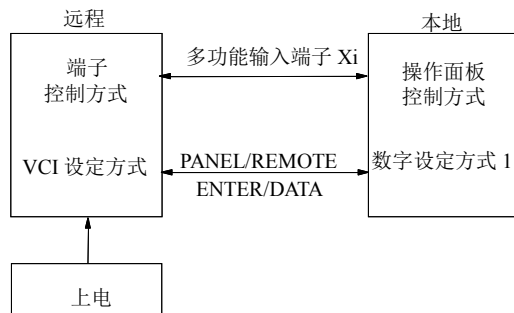 远程
本地
端子
控制方式
VCI 设定方式
多功能输入端子 Xi
PANEL/REMOTE
ENTER/DATA
操作面板
控制方式
数字设定方式 1
上电